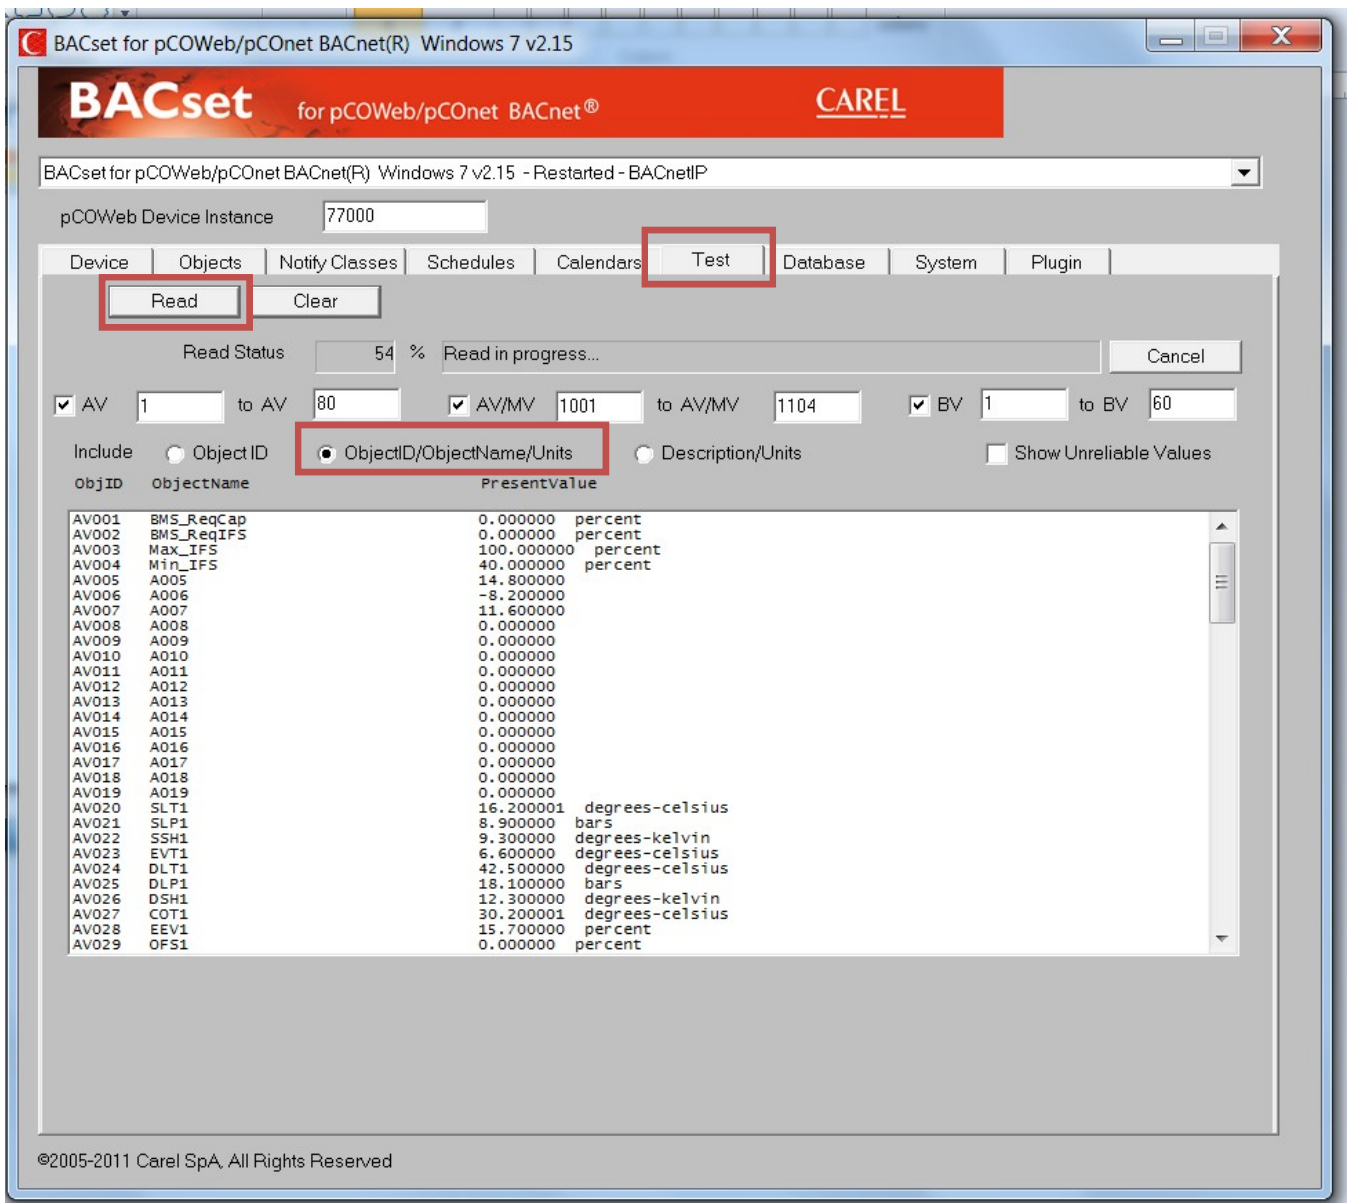 BACset for pCOWeb/pCOnet BACnet(R)  Windows 7 v2.15
BACset for pCOWeb/pCOnet BACnet® CAREL
BACset for pCOWeb/pCOnet BACnet(R)  Windows 7 v2.15  - Restarted - BACnetIP
pCOWeb Device Instance 77000
Device Objects Notify Classes Schedules Calendars Test Database System Plugin
Read Clear
Read Status 54 % Read in progress... Cancel
AV 1 to AV 80 AV/MV 1001 to AV/MV 1104 BV 1 to BV 60
Include Object ID ObjectID/ObjectName/Units Description/Units Show Unreliable Values
ObjID ObjectName PresentValue
AV001 BMS_ReqCap 0.000000 percent
AV002 BMS_ReqIFS 0.000000 percent
AV003 Max_IFS 100.000000 percent
AV004 Min_IFS 40.000000 percent
AV005 A005 14.800000
AV006 A006 -8.200000
AV007 A007 11.600000
AV008 A008 0.000000
AV009 A009 0.000000
AV010 A010 0.000000
AV011 A011 0.000000
AV012 A012 0.000000
AV013 A013 0.000000
AV014 A014 0.000000
AV015 A015 0.000000
AV016 A016 0.000000
AV017 A017 0.000000
AV018 A018 0.000000
AV019 A019 0.000000
AV020 SLT1 16.200001 degrees-celsius
AV021 SLP1 8.900000 bars
AV022 SSH1 9.300000 degrees-kelvin
AV023 EVT1 6.600000 degrees-celsius
AV024 DLT1 42.500000 degrees-celsius
AV025 DLP1 18.100000 bars
AV026 DSH1 12.300000 degrees-kelvin
AV027 COT1 30.200001 degrees-celsius
AV028 EEV1 15.700000 percent
AV029 OFS1 0.000000 percent
©2005-2011 Carel SpA, All Rights Reserved